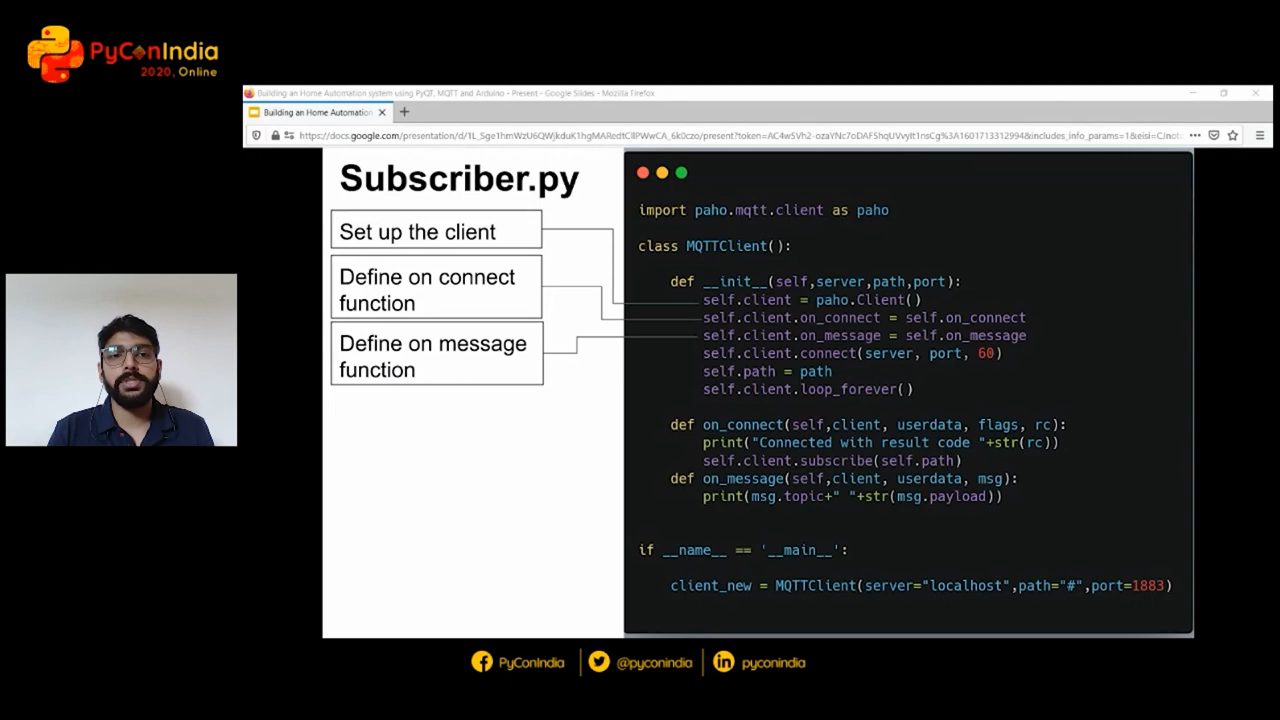 PyConIndia
2020, Online
Building an Home Automation system using PyQT, MQTT and Arduino - Present - Google Slides - Mozilla Firefox
Building an Home Automation
Subscriber.py
Set up the client
Define on connect
function
Define on message
function
import paho.mqtt.client as paho
class MQTTClient():
def __init__(self,server,path,port):
self.client = paho.Client()
self.client.on_connect = self.on_connect
self.client.on_message = self.on_message
self.client.connect(server, port, 60)
self.path = path
self.client.loop_forever()
def on_connect(self,client, userdata, flags, rc):
print("Connected with result code "+str(rc))
self.client.subscribe(self.path)
def on_message(self,client, userdata, msg):
print(msg.topic+" "+str(msg.payload))
if __name__ == '__main__':
client_new = MQTTClient(server="localhost",path="#",port=1883)
PyConIndia
@pyconindia
pyconindia